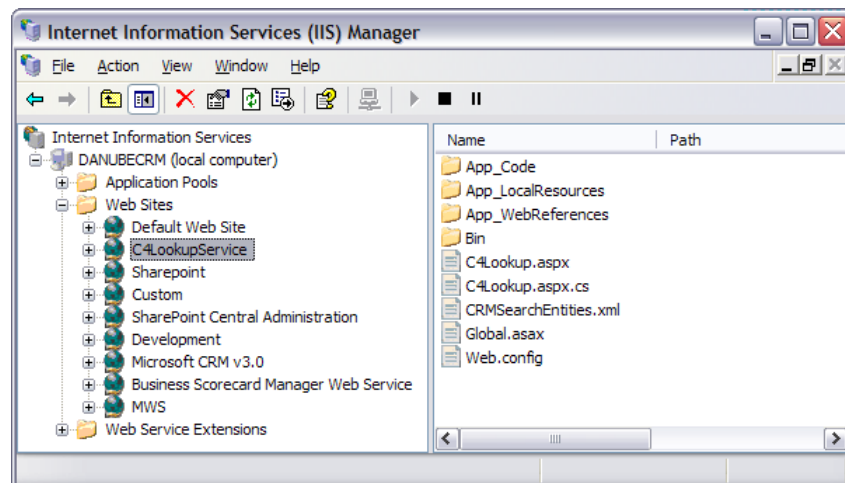 Internet Information Services (IIS) Manager
File Action View Window Help
Internet Information Services
DANUBECRM (local computer)
Application Pools
Web Sites
Default Web Site
C4LookupService
Sharepoint
Custom
SharePoint Central Administration
Development
Microsoft CRM v3.0
Business Scorecard Manager Web Service
MWS
Web Service Extensions
Name Path
App_Code
App_LocalResources
App_WebReferences
Bin
C4Lookup.aspx
C4Lookup.aspx.cs
CRMSearchEntities.xml
Global.asax
Web.config